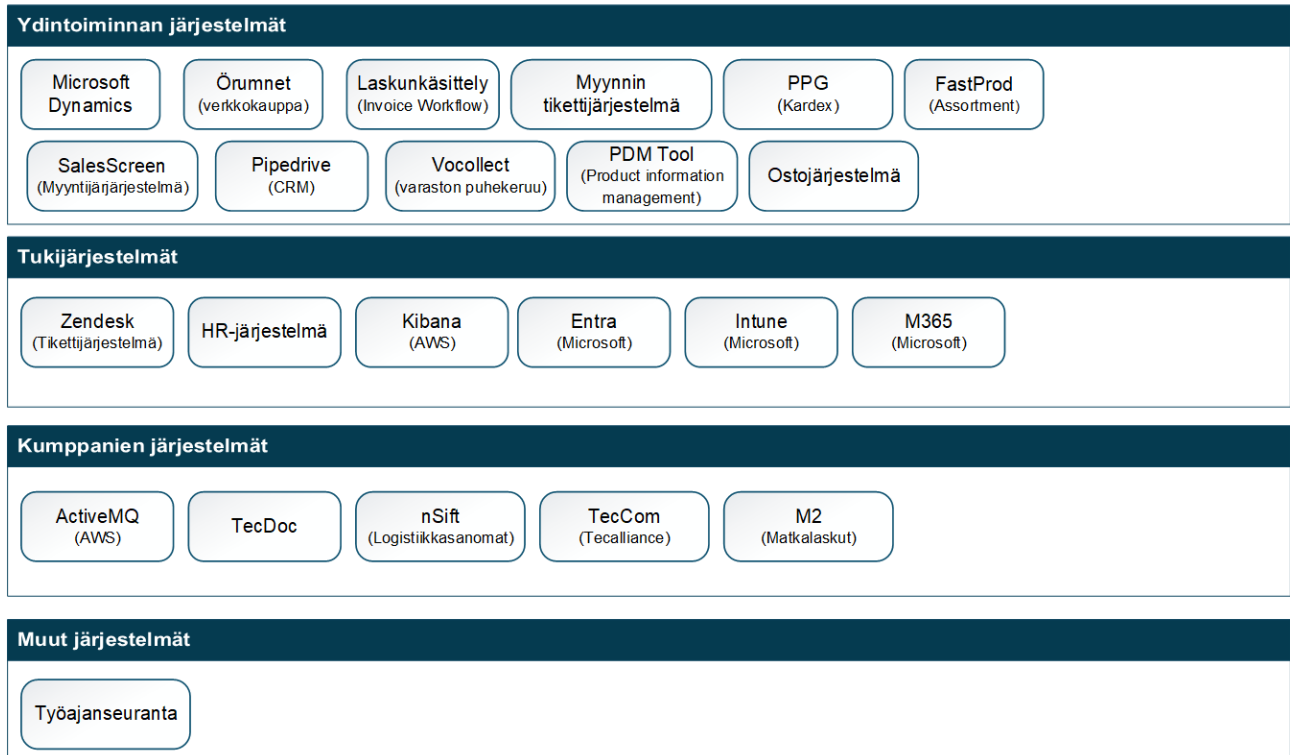 Ydintoiminnan järjestelmät
Microsoft
Dynamics
Örumnet
(verkkokauppa)
Laskunkäsittely
(Invoice Workflow)
Myynnin
tikettijärjestelmä
PPG
(Kardex)
FastProd
(Assortment)
SalesScreen
(Myyntijärjärjestelmä)
Pipedrive
(CRM)
Vocollect
(varaston puhekeruu)
PDM Tool
(Product information
management)
Ostojärjestelmä
Tukijärjestelmät
Zendesk
(Tikettijärjestelmä)
HR-järjestelmä
Kibana
(AWS)
Entra
(Microsoft)
Intune
(Microsoft)
M365
(Microsoft)
Kumppanien järjestelmät
ActiveMQ
(AWS)
TecDoc
nSift
(Logistiikkasanomat)
TecCom
(Tecalliance)
M2
(Matkalaskut)
Muut järjestelmät
Työajanseuranta